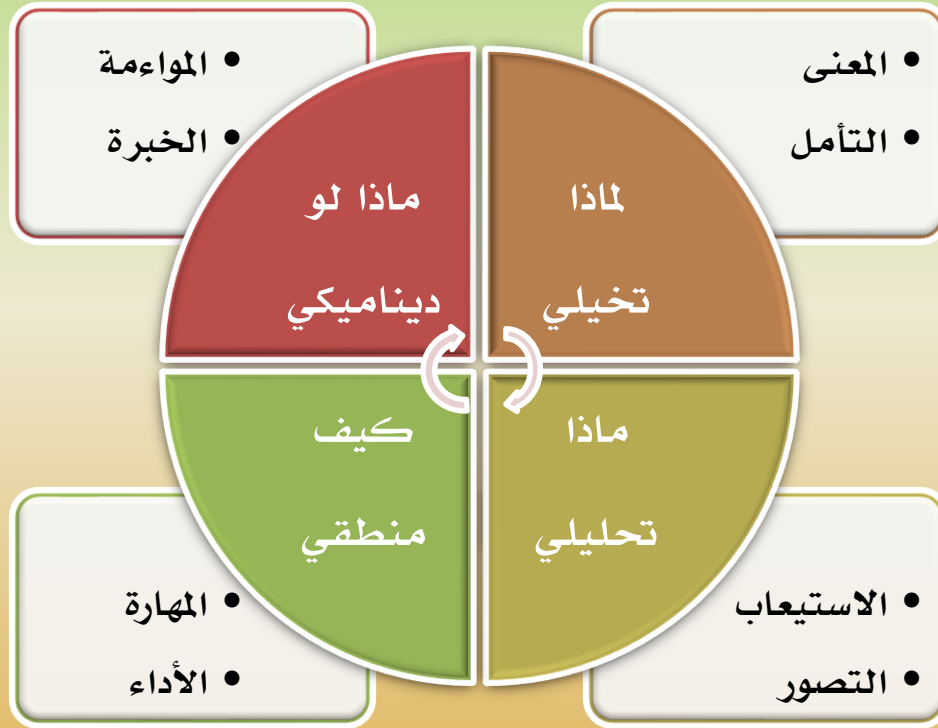 • المعنى
• التأمل
لماذا
تخيلي
ماذا
تحليلي
• الاستيعاب
• التصور
كيف
منطقي
• المهارة
• الأداء
ماذا لو
ديناميكي
• المواءمة
• الخبرة